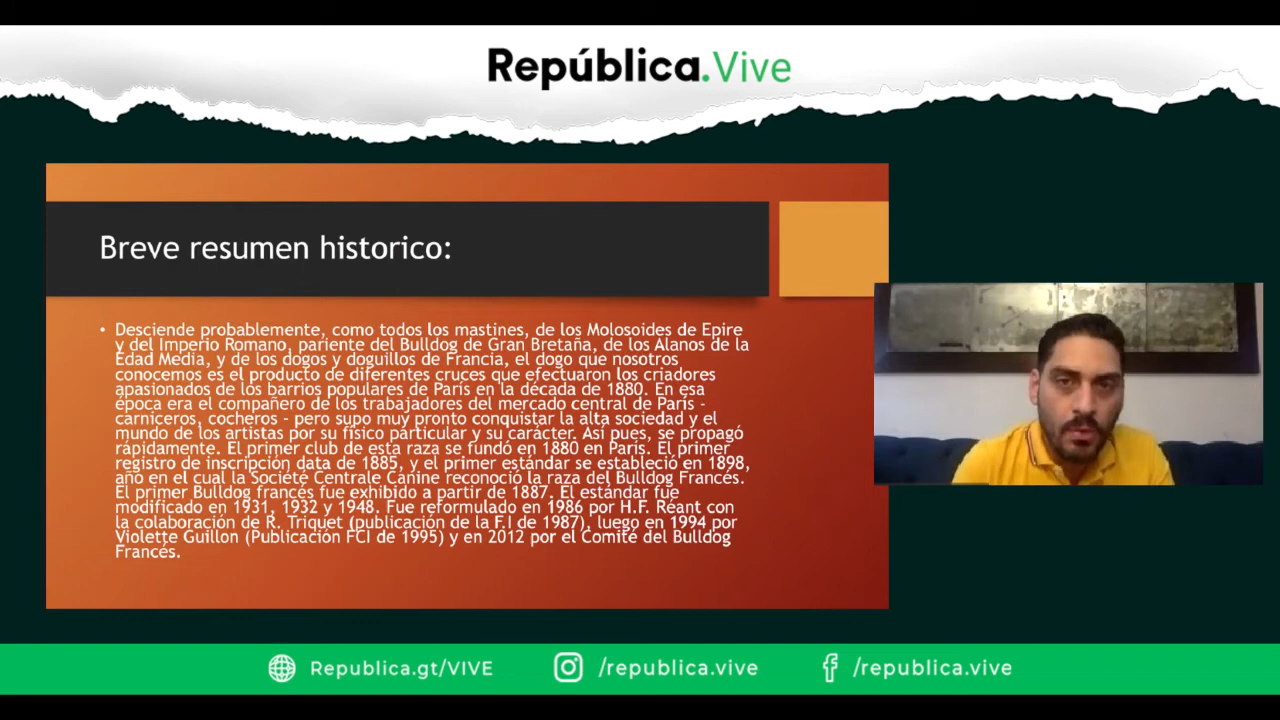 República.Vive
Breve resumen historico:
• Desciende probablemente, como todos los mastines, de los Molosoides de Epire
y del Imperio Romano, pariente del Bulldog de Gran Bretaña, de los Alanos de la
Edad Media, y de los dogos y doguillos de Francia, el dogo que nosotros
conocemos es el producto de diferentes cruces que efectuaron los criadores
apasionados de los barrios populares de París en la década de 1880. En esa
época era el compañero de los trabajadores del mercado central de París -
carniceros, cocheros - pero supo muy pronto conquistar la alta sociedad y el
mundo de los artistas por su físico particular y su carácter. Así pues, se propagó
rápidamente. El primer club de esta raza se fundó en 1880 en París. El primer
registro de inscripción data de 1885, y el primer estándar se estableció en 1898,
año en el cual la Société Centrale Canine reconoció la raza del Bulldog Francés.
El primer Bulldog francés fue exhibido a partir de 1887. El estándar fue
modificado en 1931, 1932 y 1948. Fue reformulado en 1986 por H.F. Réant con
la colaboración de R. Triquet (publicación de la F.I de 1987), luego en 1994 por
Violette Guillon (Publicación FCI de 1995) y en 2012 por el Comité del Bulldog
Francés.
Republica.gt/VIVE
/republica.vive
/republica.vive